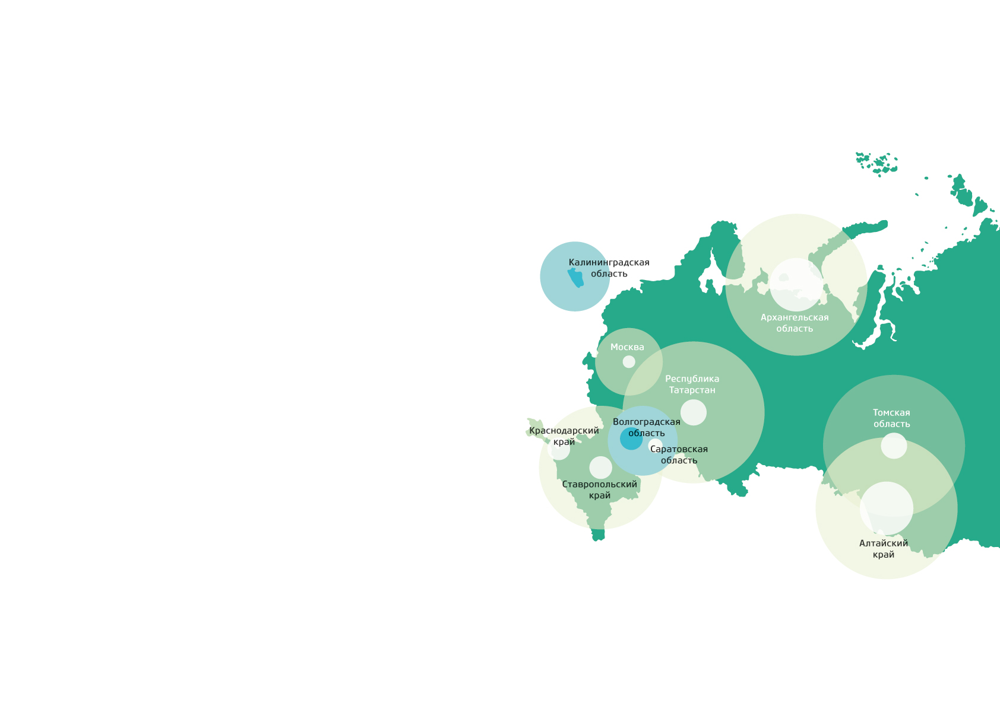 Калининградская
область
Архангельская
область
Москва
Республика
Татарстан
Томская
область
Волгоградская
область
Краснодарский
край
Саратовская
область
Ставропольский
край
Алтайский
край